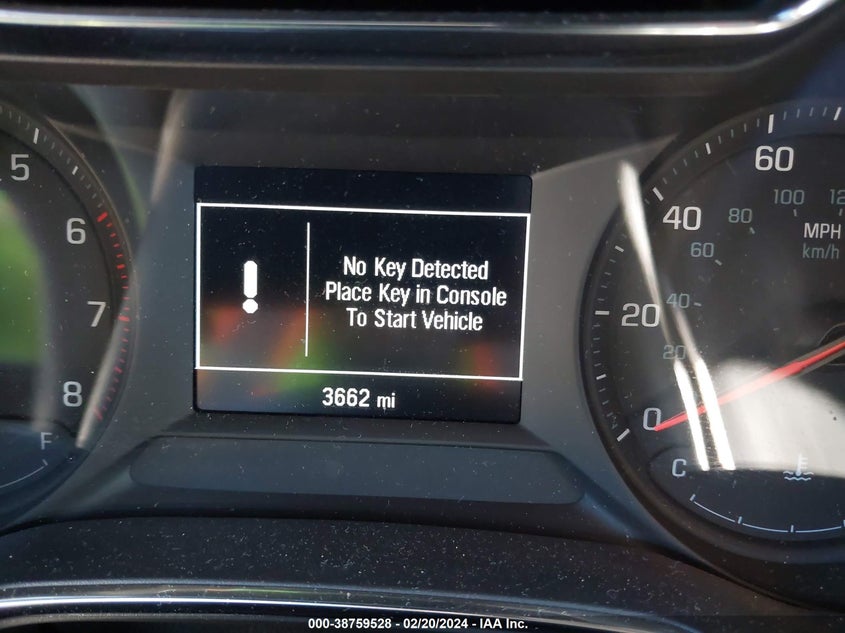 5
6
7
8
F
No Key Detected
Place Key in Console
To Start Vehicle
3662 mi
60
100
40
80
MPH
60
km/h
20
40
20
0
C
000-38759528 - 02/20/2024 - IAA Inc.